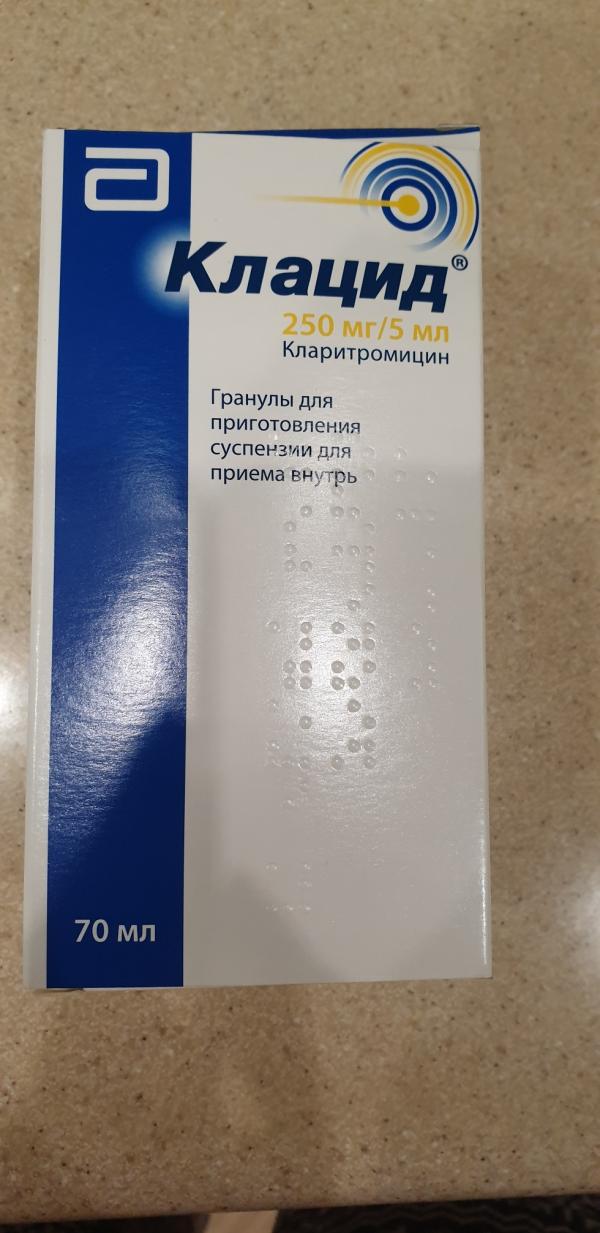 Клацид®
250 мг/5 мл
Кларитромицин
Гранулы для
приготовления
суспензии для
приема внутрь
70 мл